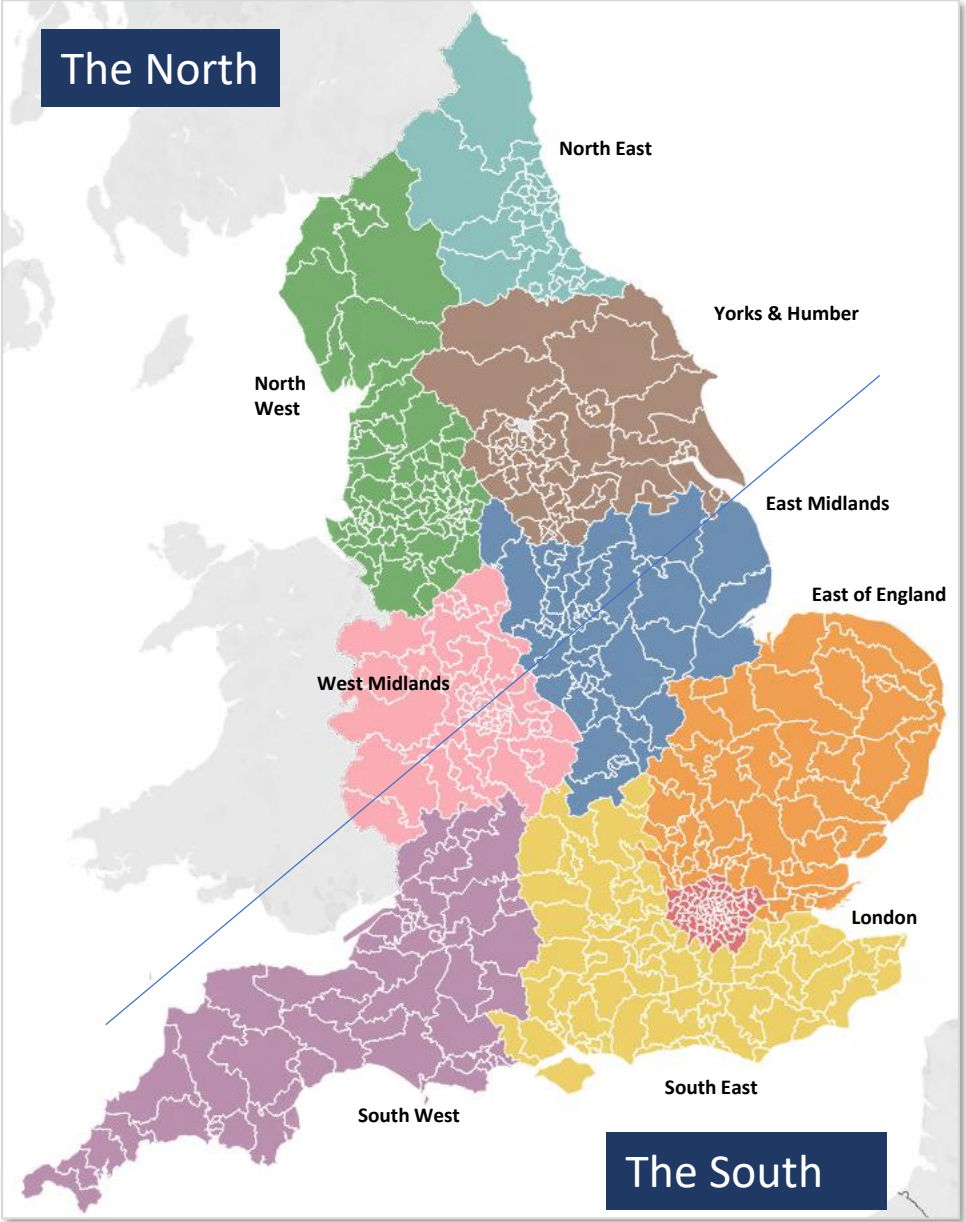 The North
North East
Yorks & Humber
North
West
East Midlands
East of England
West Midlands
London
South East
South West
The South